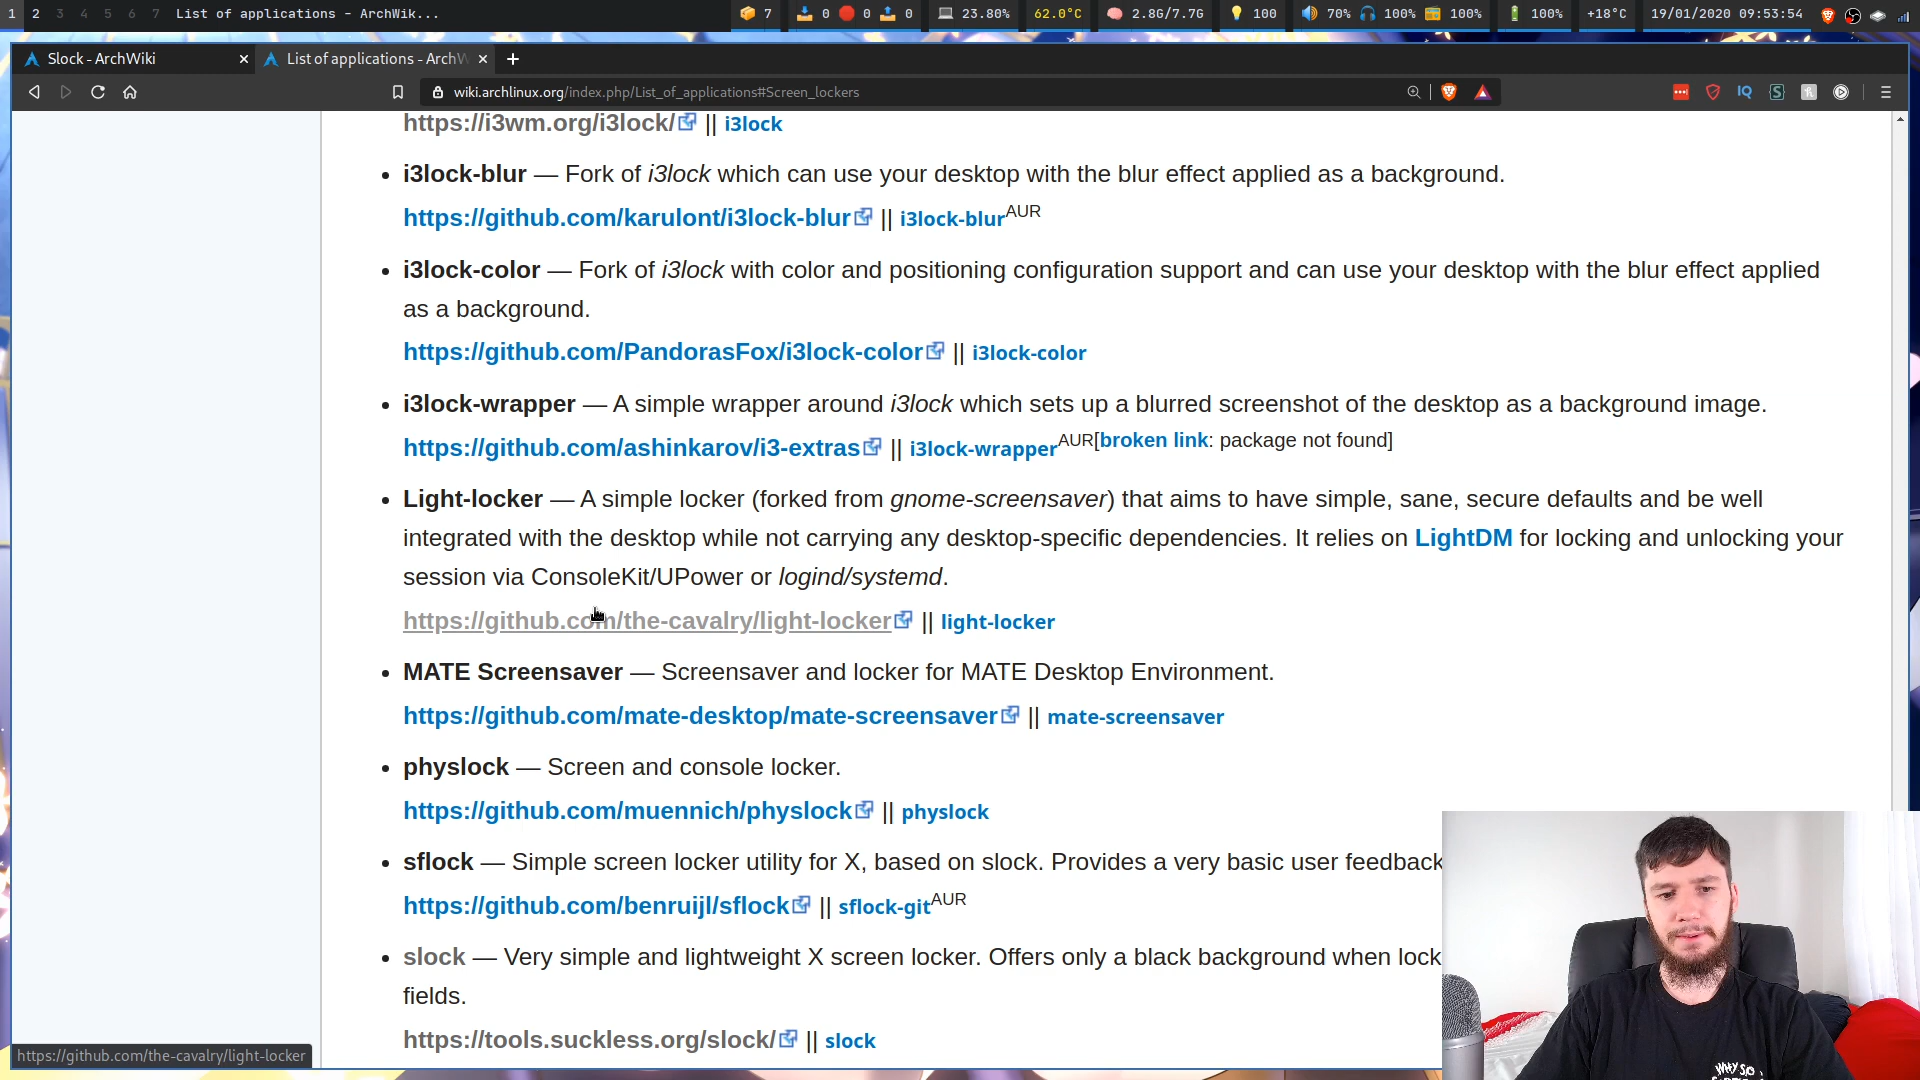 1 2 3 4 5 6 7 List of applications - ArchWik... 7 0 0 0 23.80% 62.0°C 2.8G/7.7G 100 70% 100% 100% 100% +18°C 19/01/2020 09:53:54
Slock - ArchWiki List of applications - ArchW
wiki.archlinux.org/index.php/List_of_applications#Screen_lockers
https://i3wm.org/i3lock/ || i3lock
• i3lock-blur — Fork of i3lock which can use your desktop with the blur effect applied as a background.
https://github.com/karulont/i3lock-blur || i3lock-blurAUR
• i3lock-color — Fork of i3lock with color and positioning configuration support and can use your desktop with the blur effect applied
as a background.
https://github.com/PandorasFox/i3lock-color || i3lock-color
• i3lock-wrapper — A simple wrapper around i3lock which sets up a blurred screenshot of the desktop as a background image.
https://github.com/ashinkarov/i3-extras || i3lock-wrapperAUR[broken link: package not found]
• Light-locker — A simple locker (forked from gnome-screensaver) that aims to have simple, sane, secure defaults and be well
integrated with the desktop while not carrying any desktop-specific dependencies. It relies on LightDM for locking and unlocking your
session via ConsoleKit/UPower or logind/systemd.
https://github.com/the-cavalry/light-locker || light-locker
• MATE Screensaver — Screensaver and locker for MATE Desktop Environment.
https://github.com/mate-desktop/mate-screensaver || mate-screensaver
• physlock — Screen and console locker.
https://github.com/muennich/physlock || physlock
• sflock — Simple screen locker utility for X, based on slock. Provides a very basic user feedback
https://github.com/benruijl/sflock || sflock-gitAUR
• slock — Very simple and lightweight X screen locker. Offers only a black background when lock
fields.
https://tools.suckless.org/slock/ || slock
https://github.com/the-cavalry/light-locker
WHY SO